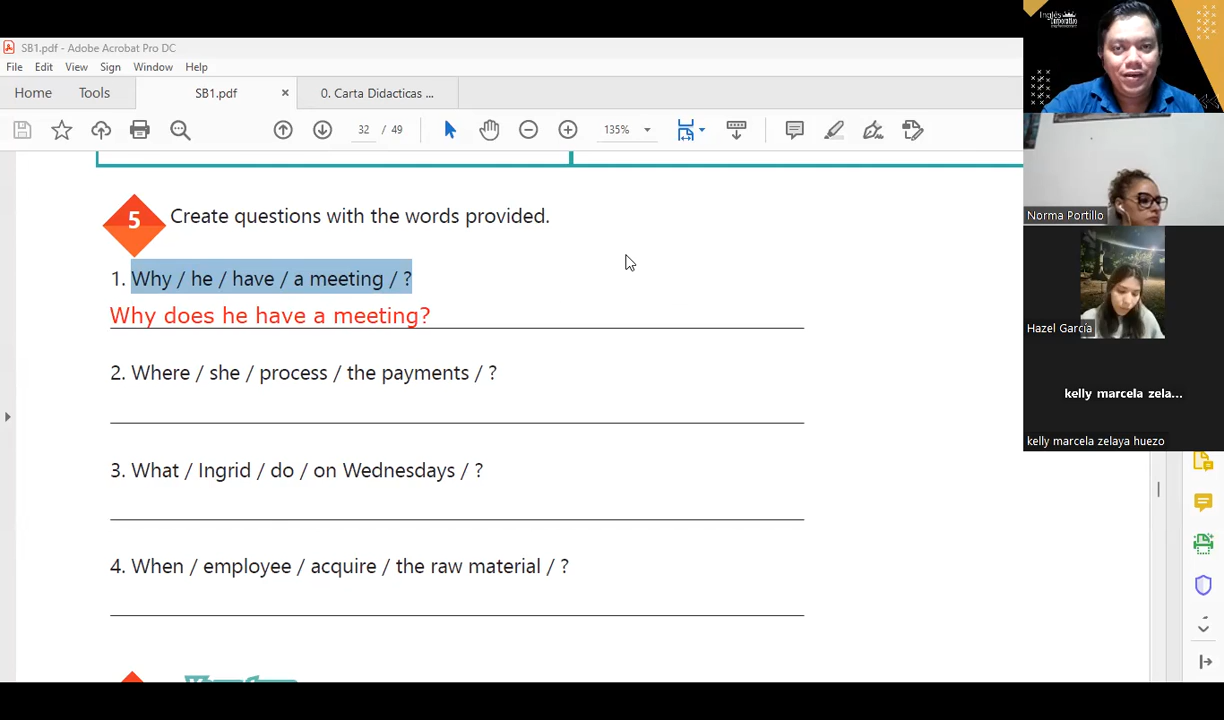 SB1.pdf - Adobe Acrobat Pro DC
File Edit View Sign Window Help
Home Tools SB1.pdf × 0. Carta Didacticas ...
32 / 49 135%
5 Create questions with the words provided.
1. Why / he / have / a meeting / ?
Why does he have a meeting?
2. Where / she / process / the payments / ?
3. What / Ingrid / do / on Wednesdays / ?
4. When / employee / acquire / the raw material / ?
Inglés
Corporativo
Norma Portillo
Hazel García
kelly marcela zela...
kelly marcela zelaya huezo